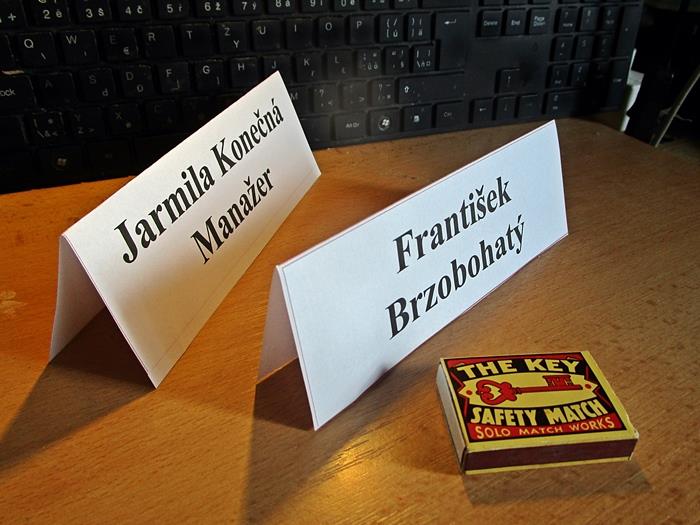 Jarmila Konečná
Manažer
František
Brzobohatý
THE KEY
SAFETY MATCH
SOLO MATCH WORKS